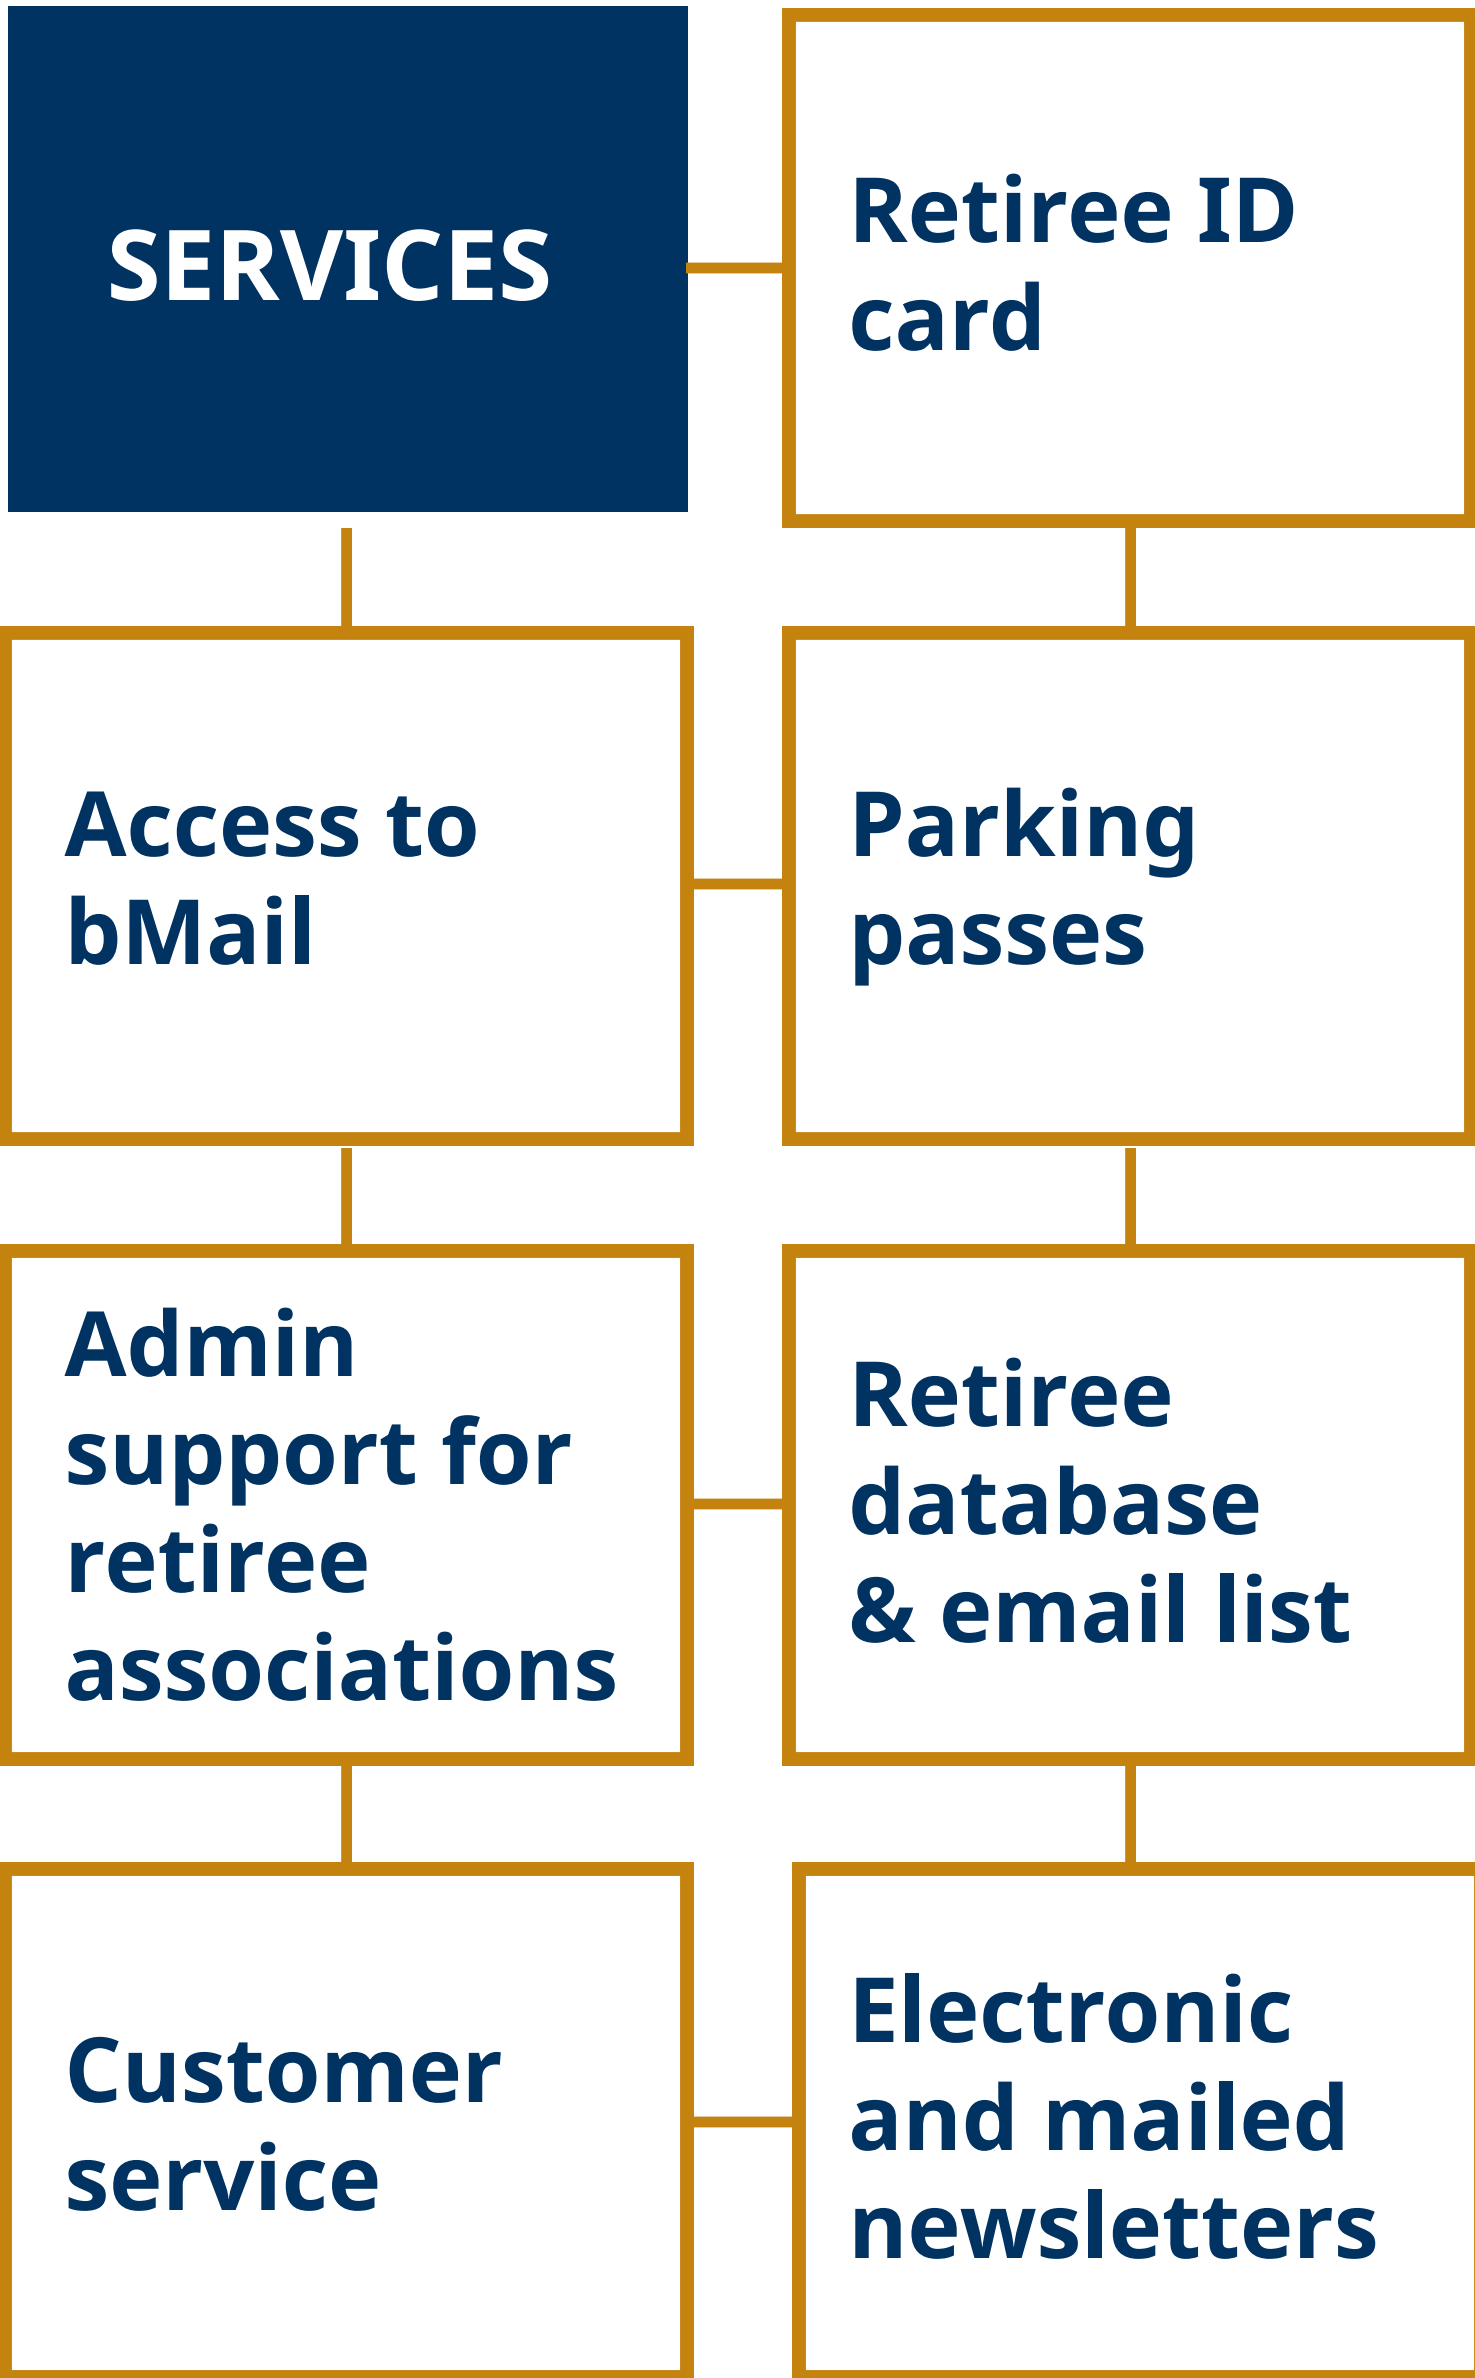 SERVICES
Retiree ID
card
Access to
bMail
Parking
passes
Admin
support for
retiree
associations
Retiree
database
& email list
Customer
service
Electronic
and mailed
newsletters